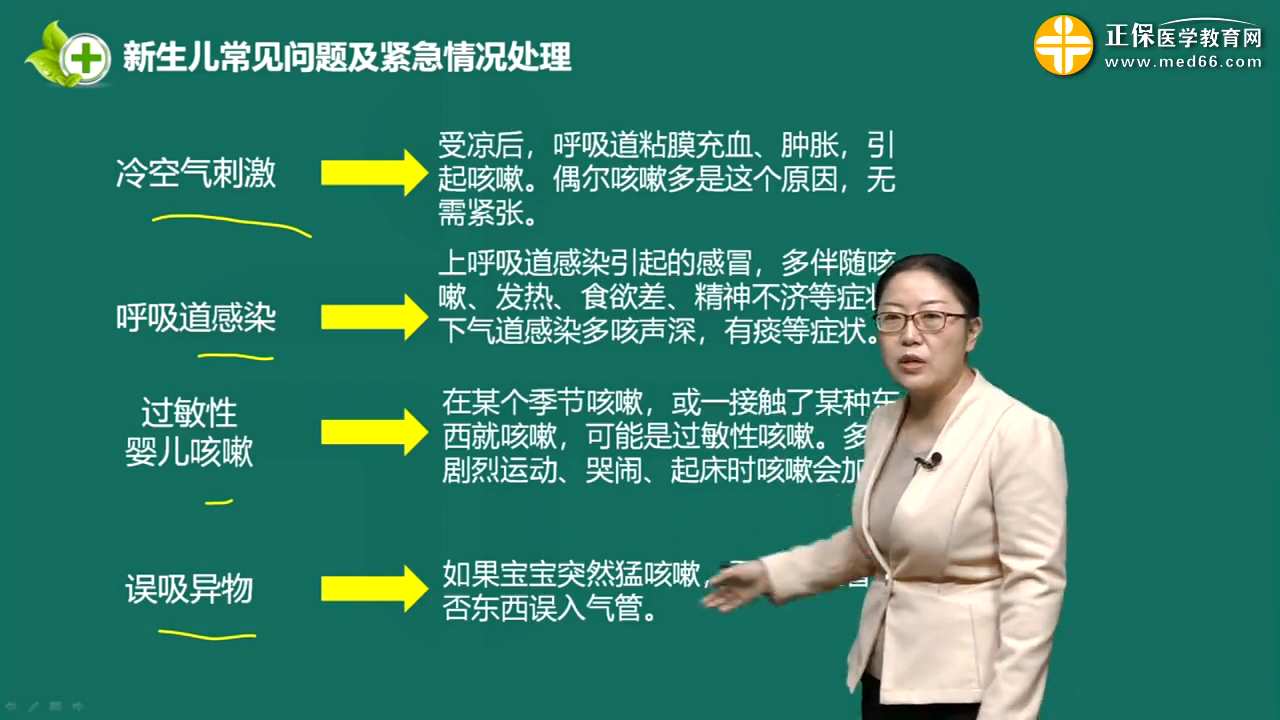 新生儿常见问题及紧急情况处理
正保医学教育网
www.med66.com
冷空气刺激
受凉后，呼吸道粘膜充血、肿胀，引
起咳嗽。偶尔咳嗽多是这个原因，无
需紧张。
呼吸道感染
上呼吸道感染引起的感冒，多伴随咳
嗽、发热、食欲差、精神不济等症
下气道感染多咳声深，有痰等症状。
过敏性
婴儿咳嗽
在某个季节咳嗽，或一接触了某种东
西就咳嗽，可能是过敏性咳嗽。多
剧烈运动、哭闹、起床时咳嗽会加
误吸异物
如果宝宝突然猛咳嗽，
否东西误入气管。